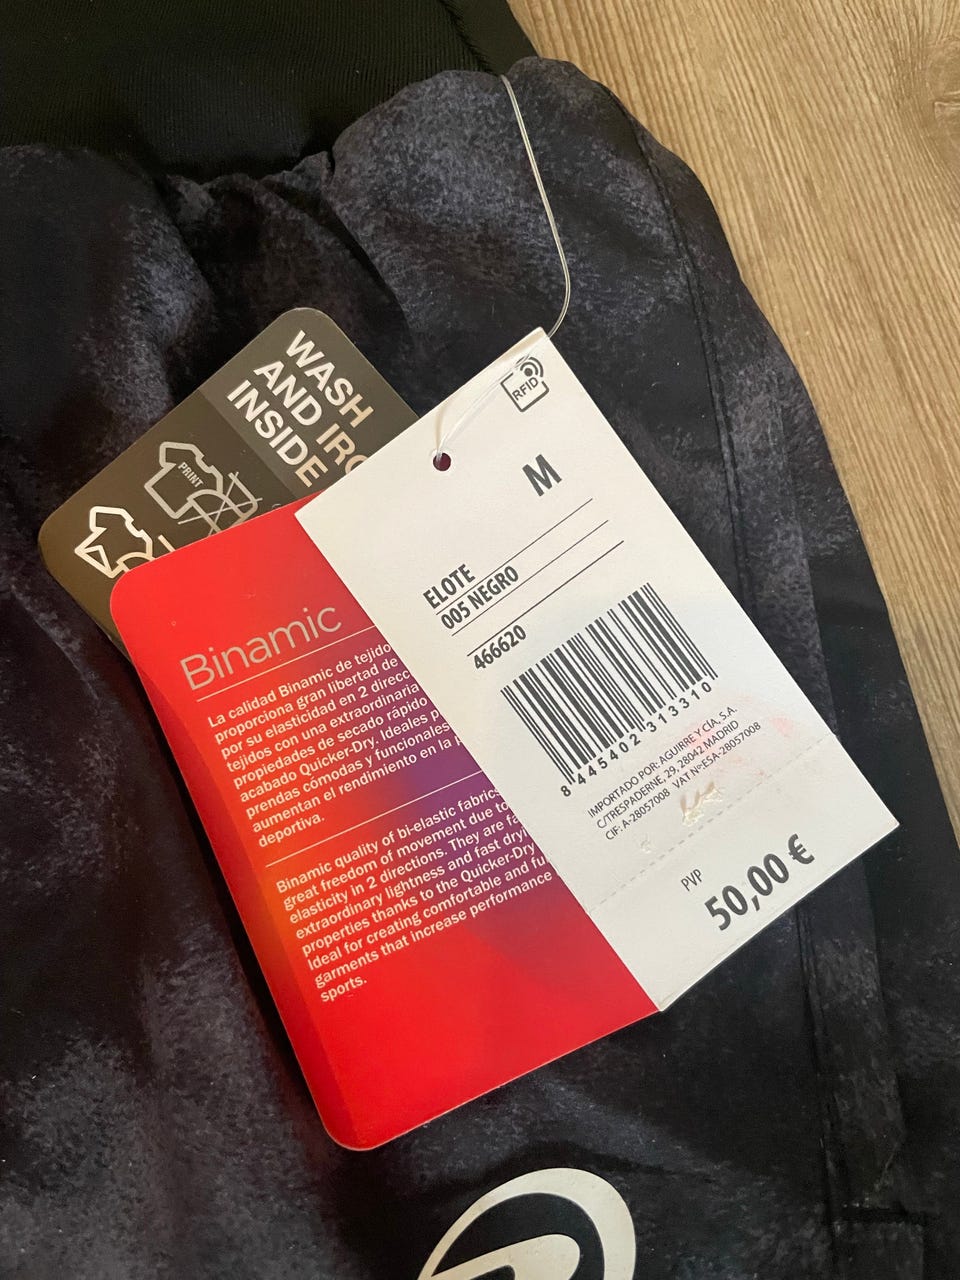 WASH
AND
INSIDE
PRINT
RFID
M
ELOTE
005 NEGRO
466620
8 445402 313310
IMPORTADO POR: AGUIRRE Y CÍA, S.A.
C/TRESPADERNE, 29, 28042 MADRID
CIF: A-28057008 VAT Nº:ESA-28057008
PVP
50,00 €
Binamic
La calidad Binamic de tejido
proporciona gran libertad de
por su elasticidad en 2
tejidos con una extraordinaria
propiedades de secado rápido
acabado Quicker-Dry. Ideales
prendas cómodas y funcionales
aumentan el rendimiento en la
deportiva.
Binamic quality of bi-elastic fabrics
great freedom of movement due to
elasticity in 2 directions. They are
extraordinary lightness and fast
properties thanks to the Quicker-Dry
Ideal for creating comfortable and
garments that increase performance
sports.